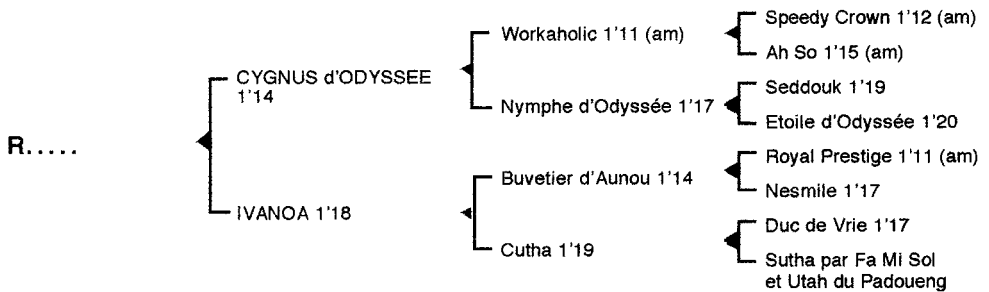 Speedy Crown 1'12 (am)
Workaholic 1'11 (am)
Ah So 1'15 (am)
CYGNUS d'ODYSSEE
1'14
Seddouk 1'19
Nymphe d'Odyssée 1'17
Etoile d'Odyssée 1'20
R.....
Royal Prestige 1'11 (am)
Buvetier d'Aunou 1'14
Nesmile 1'17
IVANOA 1'18
Duc de Vrie 1'17
Cutha 1'19
Sutha par Fa Mi Sol
et Utah du Padoueng